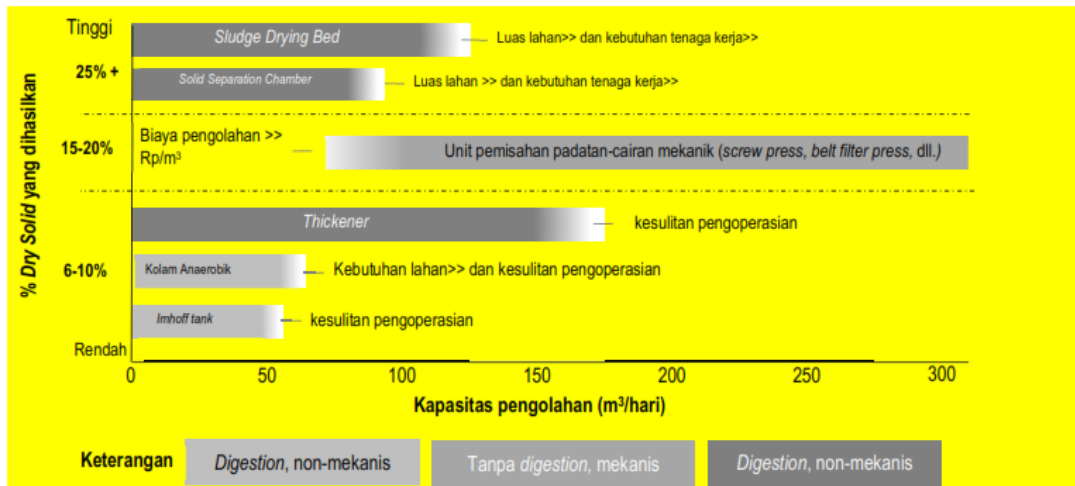 Tinggi
Sludge Drying Bed
Luas lahan>> dan kebutuhan tenaga kerja>>
25% +
Solid Separation Chamber
Luas lahan >> dan kebutuhan tenaga kerja>>
Biaya pengolahan >>
Rp/m³
15-20%
Unit pemisahan padatan-cairan mekanik (screw press, belt filter press, dll.)
Thickener
kesulitan pengoperasian
6-10%
Kolam Anaerobik
Kebutuhan lahan>> dan kesulitan pengoperasian
Imhoff tank
kesulitan pengoperasian
Rendah
% Dry Solid yang dihasilkan
0 50 100 150 200 250 300
Kapasitas pengolahan (m³/hari)
Keterangan
Digestion, non-mekanis
Tanpa digestion, mekanis
Digestion, non-mekanis